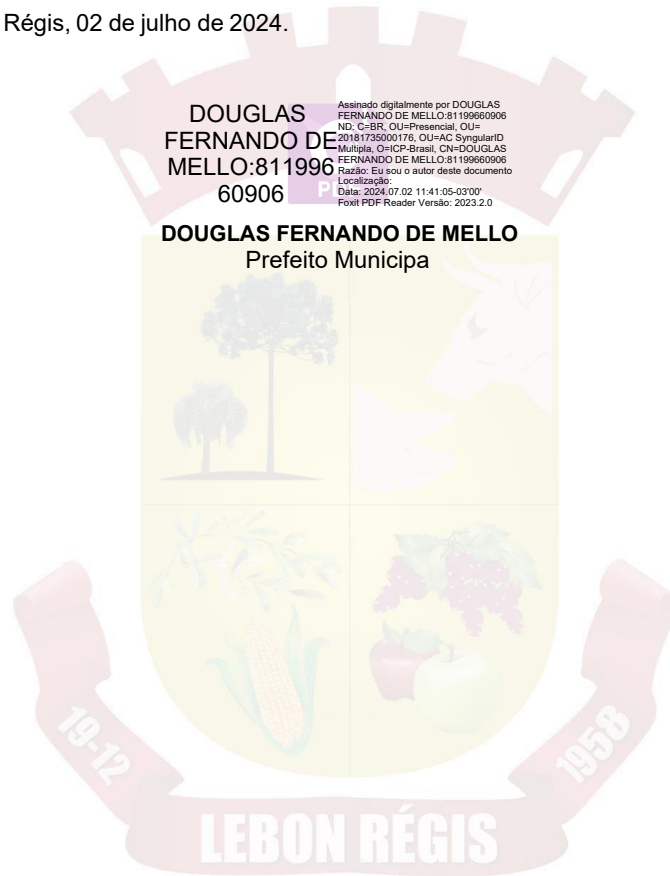 Régis, 02 de julho de 2024.
DOUGLAS
FERNANDO DE
MELLO:811996
60906
Assinado digitalmente por DOUGLAS
FERNANDO DE MELLO:81199660906
ND: C=BR, OU=Presencial, OU=
20181735000176, OU=AC SyngularID
Multipla, O=ICP-Brasil, CN=DOUGLAS
FERNANDO DE MELLO:81199660906
Razão: Eu sou o autor deste documento
Localização:
Data: 2024.07.02 11:41:05-03'00'
Foxit PDF Reader Versão: 2023.2.0
DOUGLAS FERNANDO DE MELLO
Prefeito Municipa
19-12
1958
LEBON RÉGIS